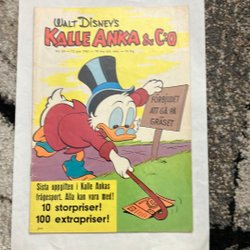 WALT DISNEY'S
KALLE ANKA & C:O
FÖRBJUDET
ATT GÅ PÅ
GRÄSET
Sista uppgiften i Kalle Ankas
frågesport. Alla kan vara med!
10 storpriser!
100 extrapriser!